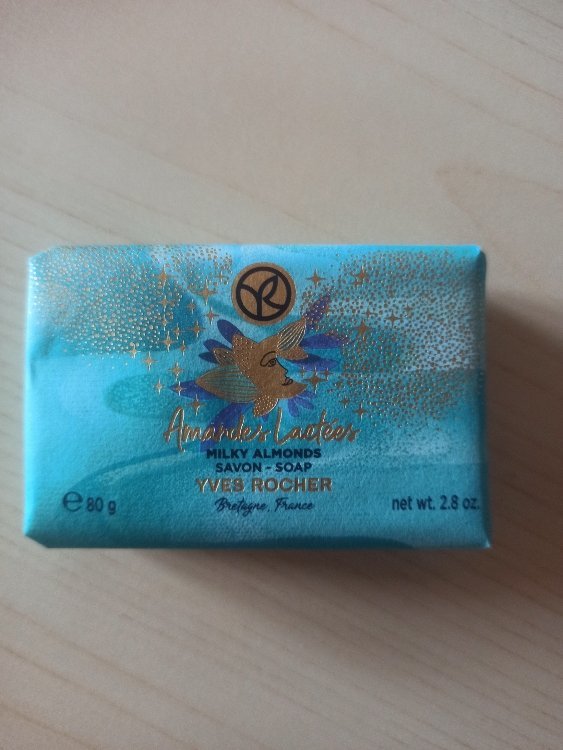 Amandes Lactées
MILKY ALMONDS
SAVON - SOAP
YVES ROCHER
Bretagne, France
℮ 80 g
net wt. 2.8 oz.